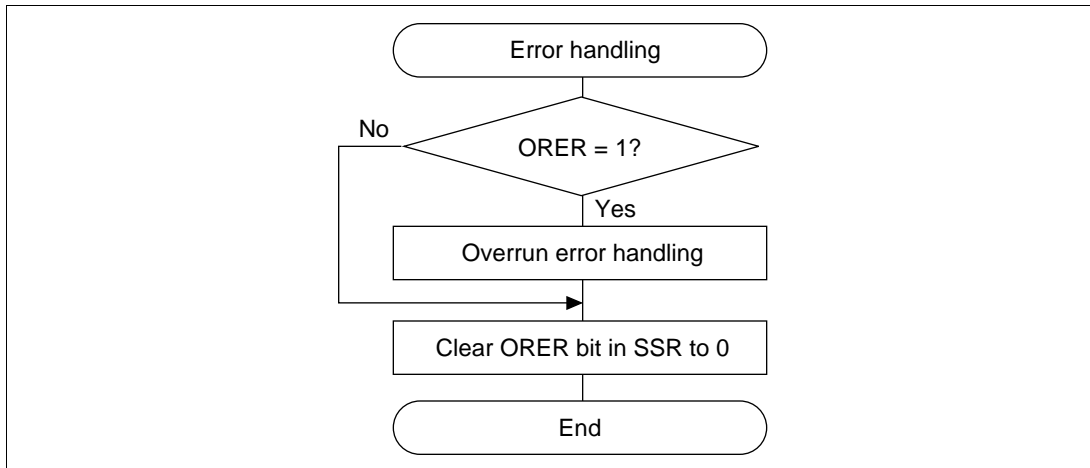 Error handling
No
ORER = 1?
Yes
Overrun error handling
Clear ORER bit in SSR to 0
End